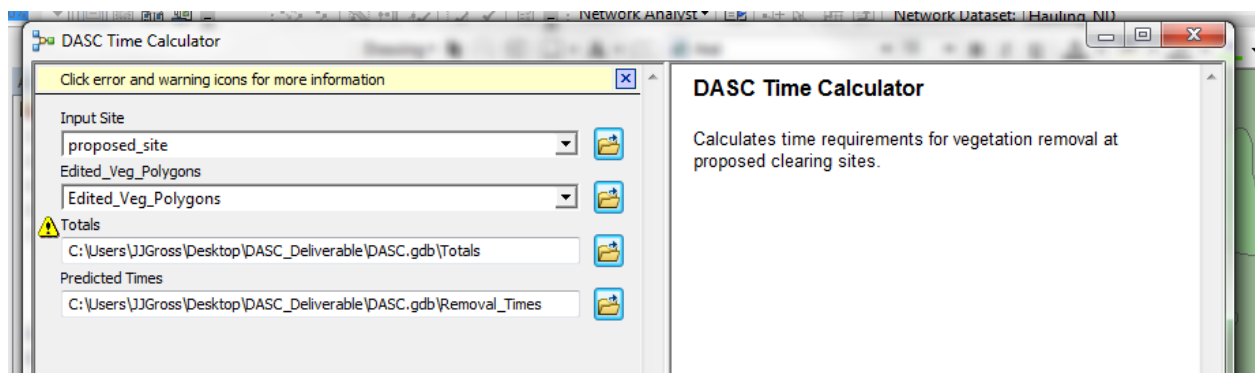 Network Analyst
Network Dataset: Hauling_ND
DASC Time Calculator
Click error and warning icons for more information
Input Site
proposed_site
Edited_Veg_Polygons
Edited_Veg_Polygons
Totals
C:\Users\JJGross\Desktop\DASC_Deliverable\DASC.gdb\Totals
Predicted Times
C:\Users\JJGross\Desktop\DASC_Deliverable\DASC.gdb\Removal_Times
DASC Time Calculator
Calculates time requirements for vegetation removal at
proposed clearing sites.